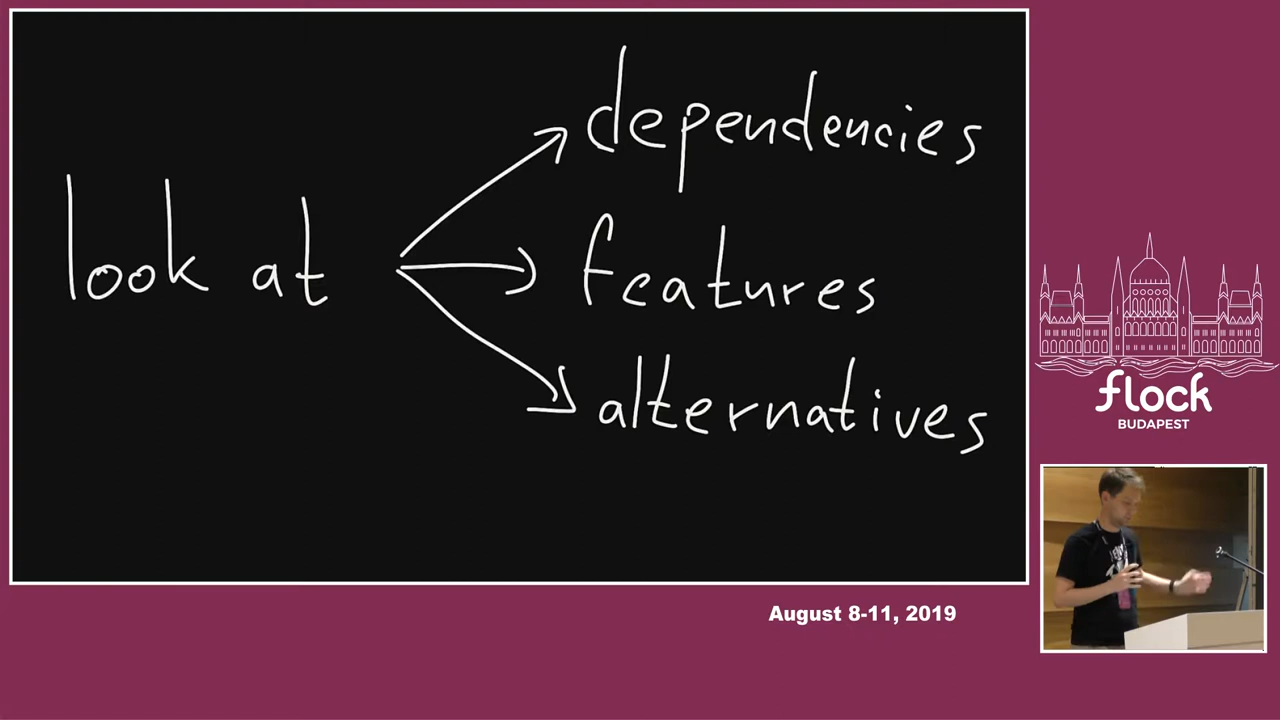 look at
dependencies
features
alternatives
flock
BUDAPEST
August 8-11, 2019